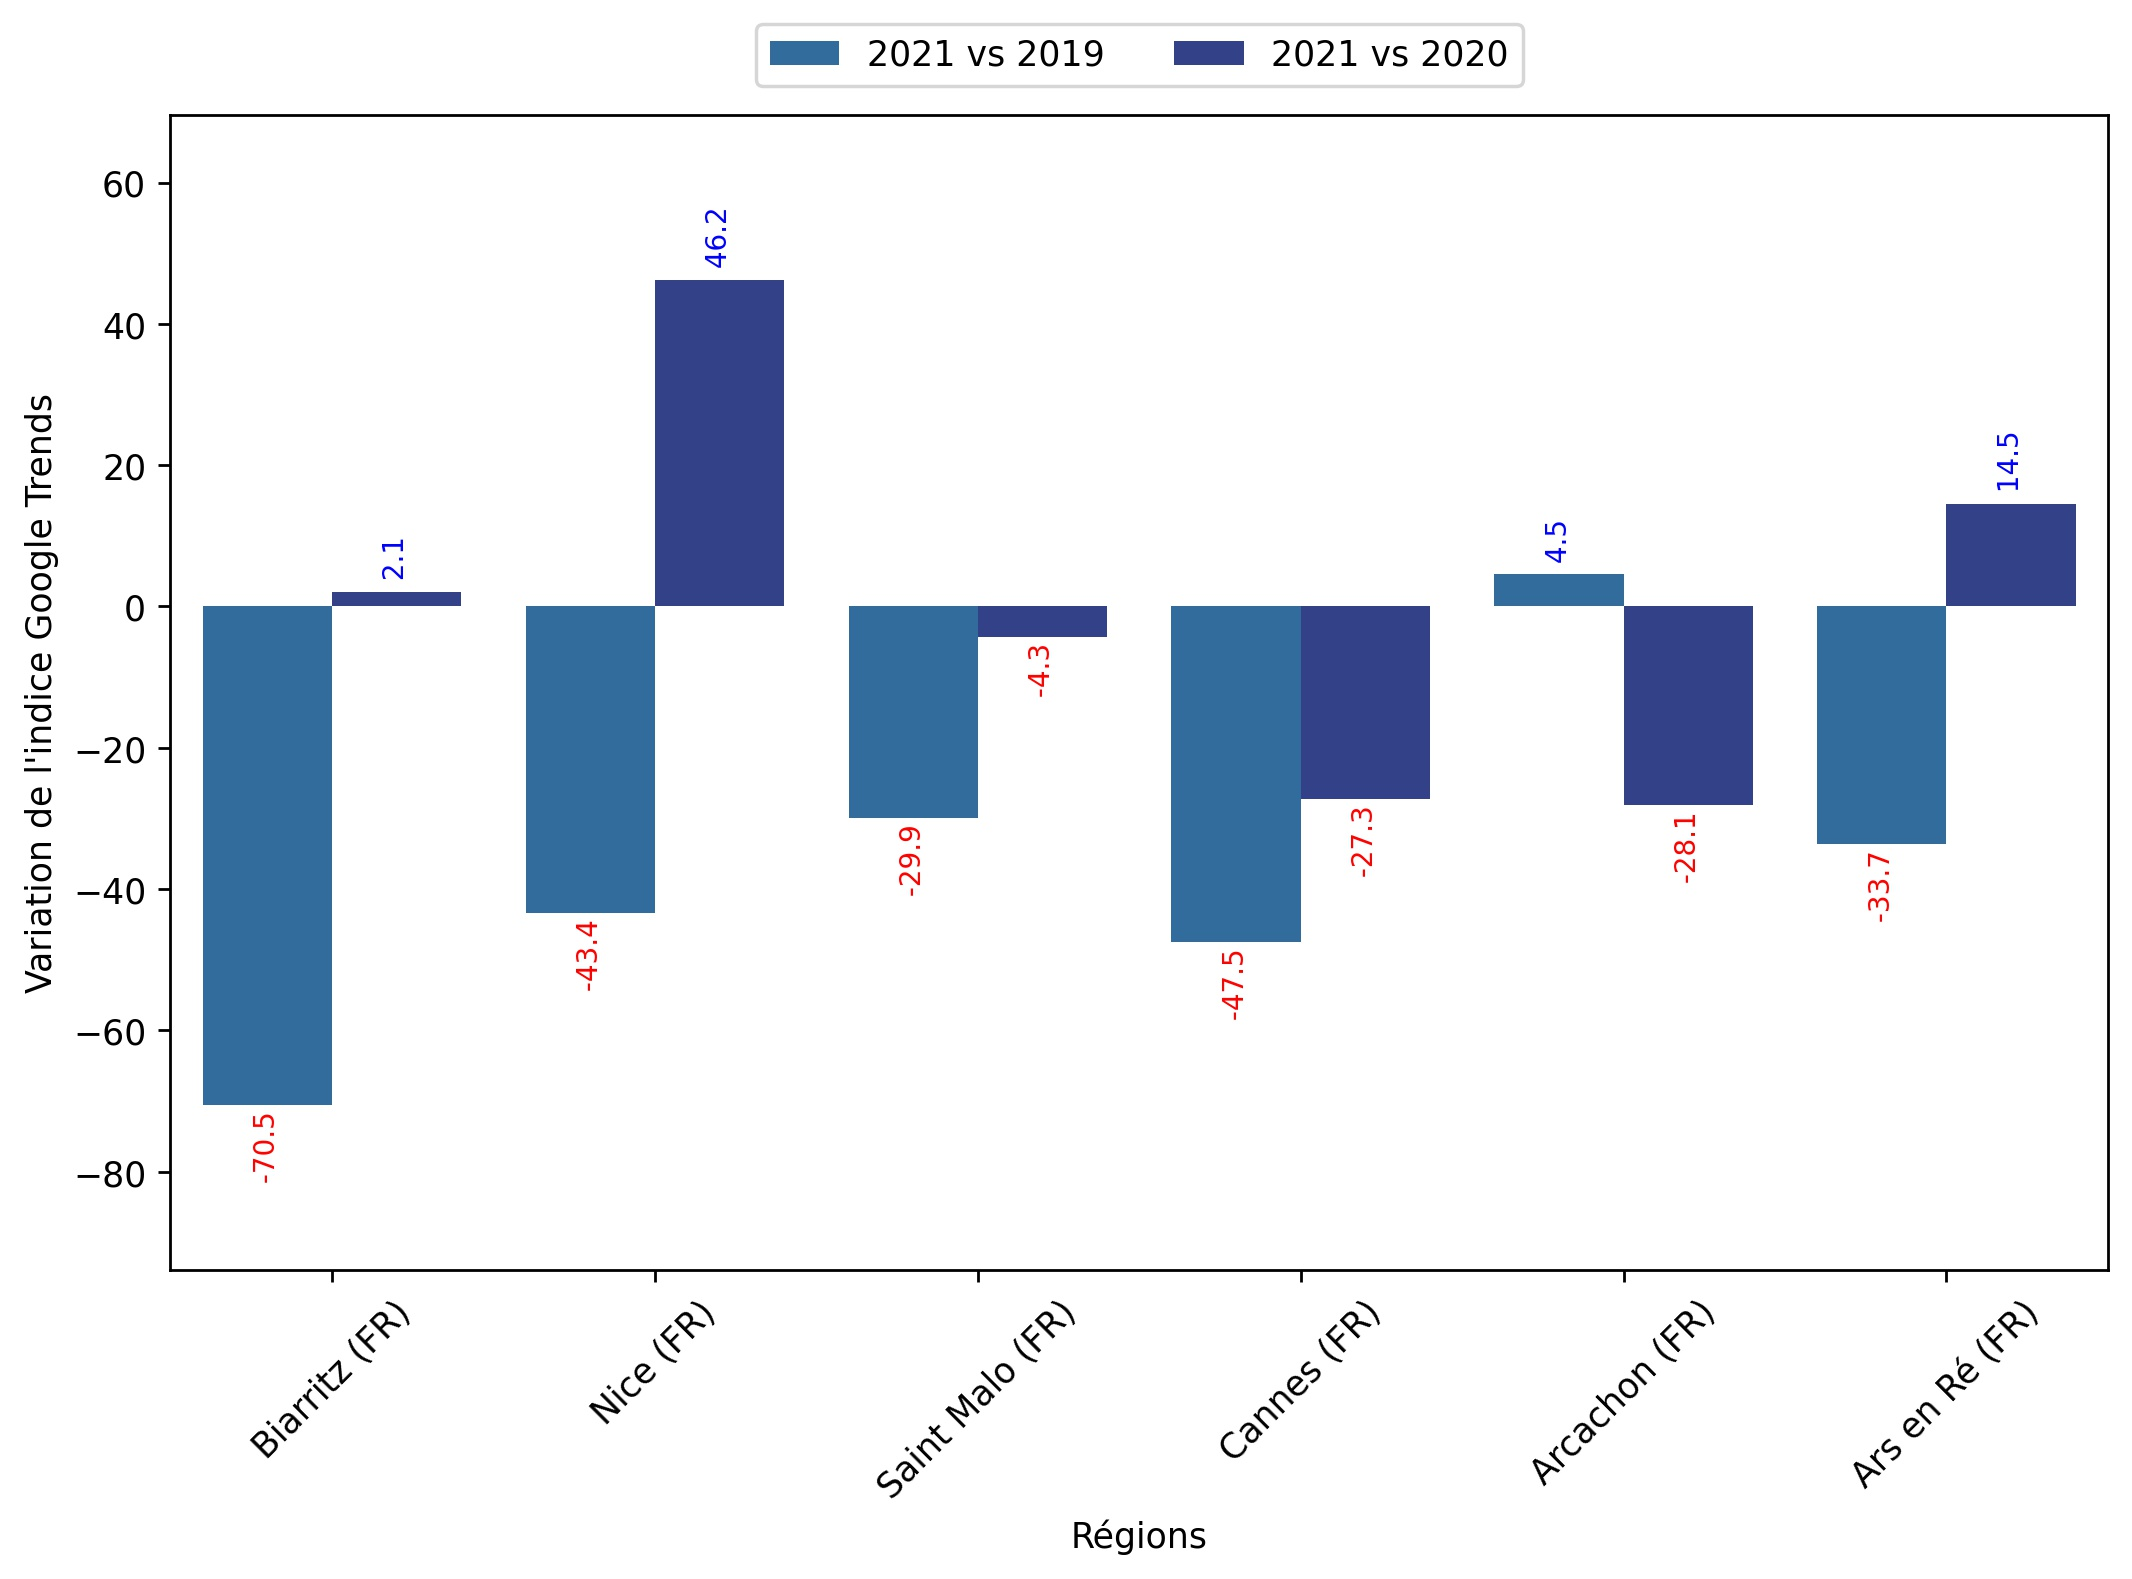 2021 vs 2019
2021 vs 2020
Variation de l'indice Google Trends
60
40
20
0
−20
−40
−60
−80
-70.5
2.1
-43.4
46.2
-29.9
-4.3
-47.5
-27.3
4.5
-28.1
-33.7
14.5
Biarritz (FR)
Nice (FR)
Saint Malo (FR)
Cannes (FR)
Arcachon (FR)
Ars en Ré (FR)
Régions